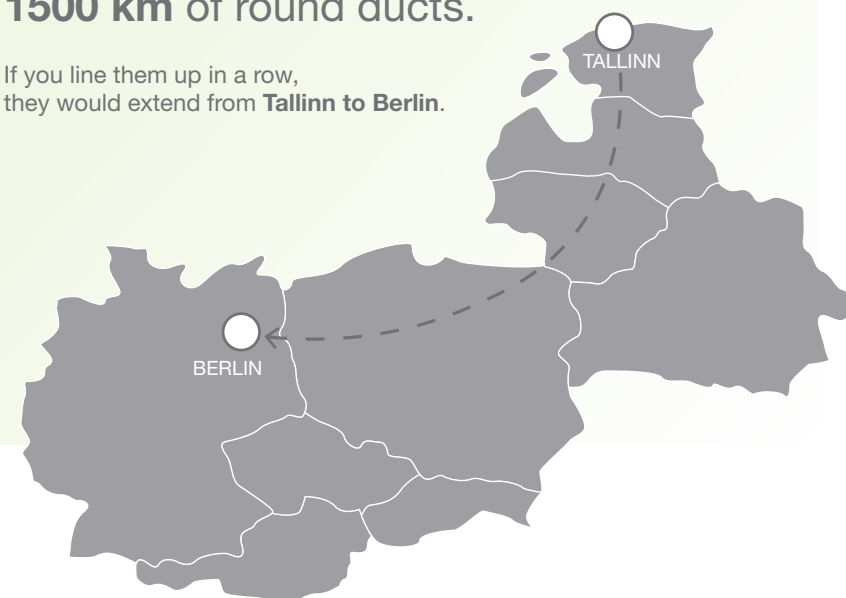 1500 km of round ducts.
If you line them up in a row,
they would extend from Tallinn to Berlin.
TALLINN
BERLIN